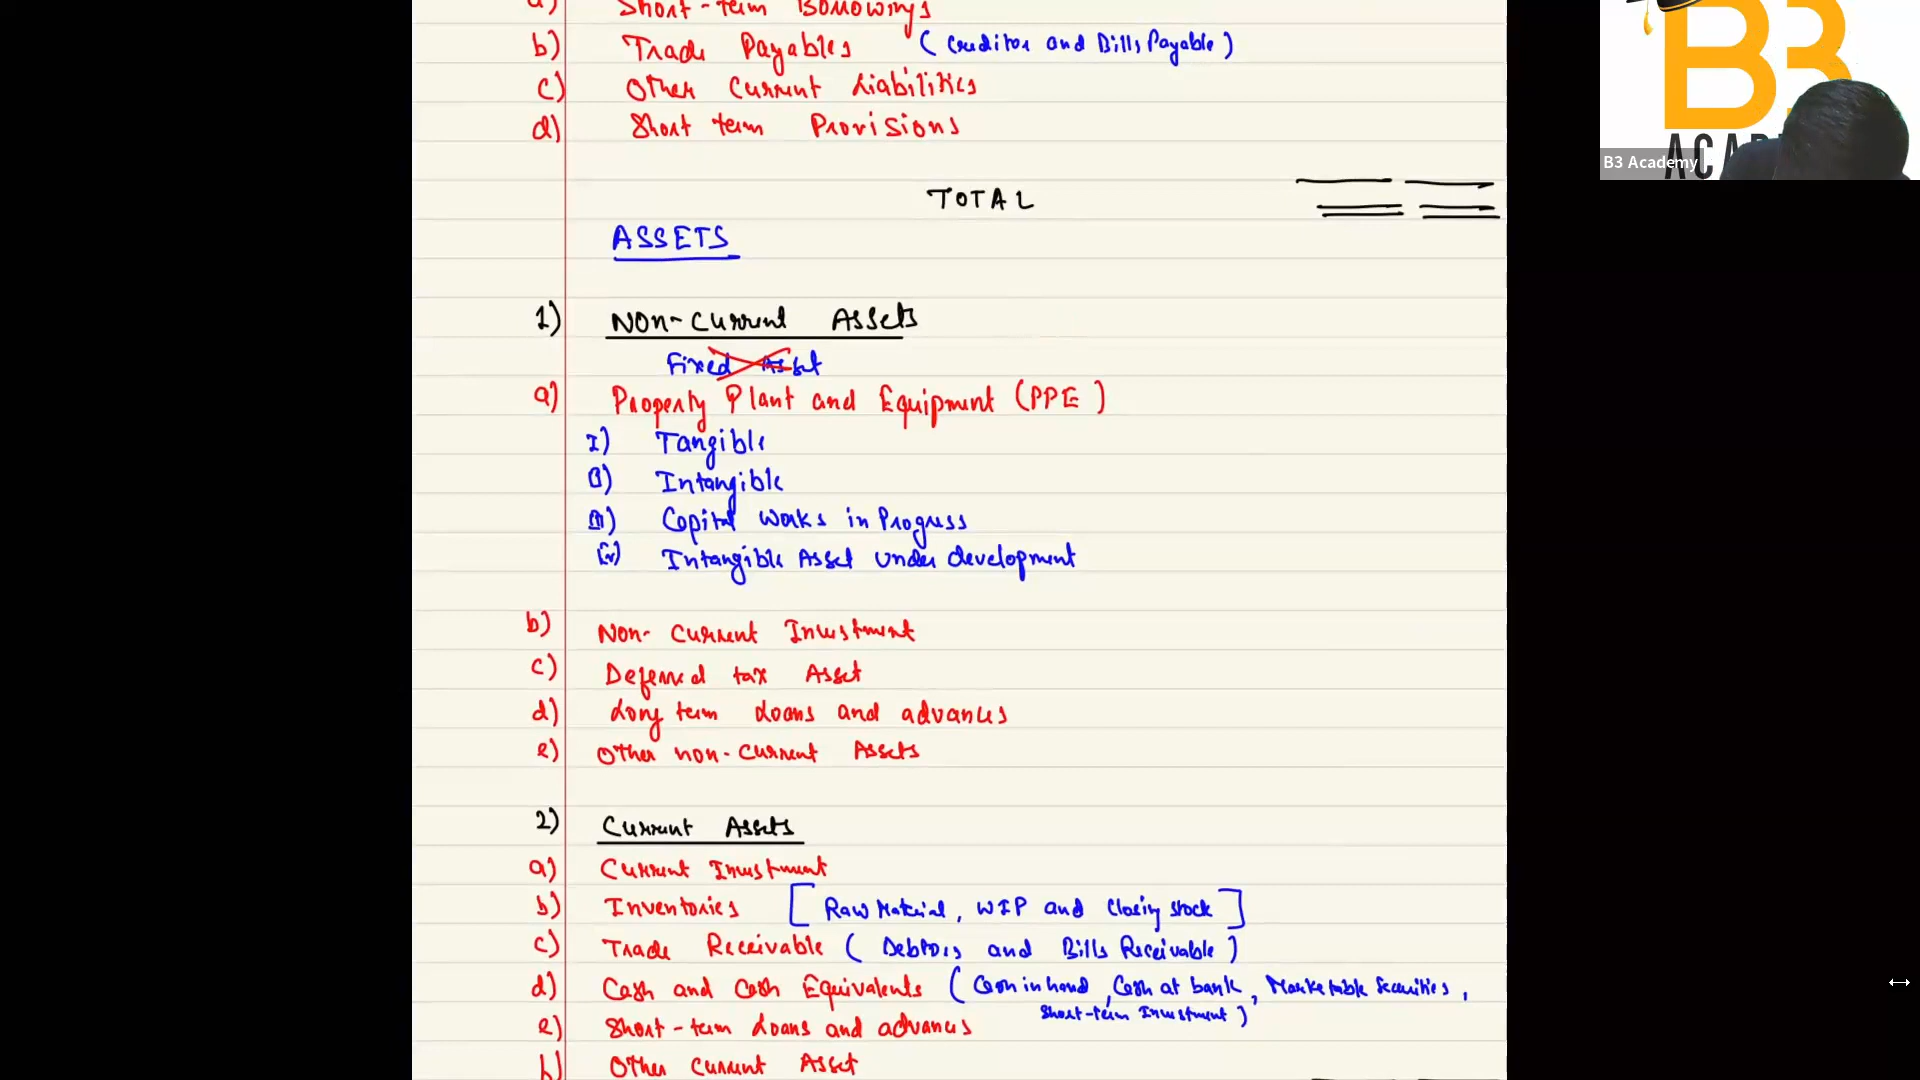 a) Short-term Borrowings
b) Trade Payables (Creditor and Bills Payable)
c) Other Current Liabilities
d) Short term Provisions
TOTAL
ASSETS
1) Non-Current Assets
Fixed Asset
a) Property Plant and Equipment (PPE)
I) Tangible
II) Intangible
III) Capital Works in Progress
IV) Intangible Asset under development
b) Non-Current Investment
c) Deferred tax Asset
d) Long term Loans and advances
e) Other non-current Assets
2) Current Assets
a) Current Investment
b) Inventories [Raw Material, WIP and Closing stock]
c) Trade Receivable (Debtors and Bills Receivable)
d) Cash and Cash Equivalents (Cash in hand, Cash at bank, Marketable Securities,
Short-term Investment)
e) Short-term Loans and advances
Other Current Asset
B3
ACAD
B3 Academy